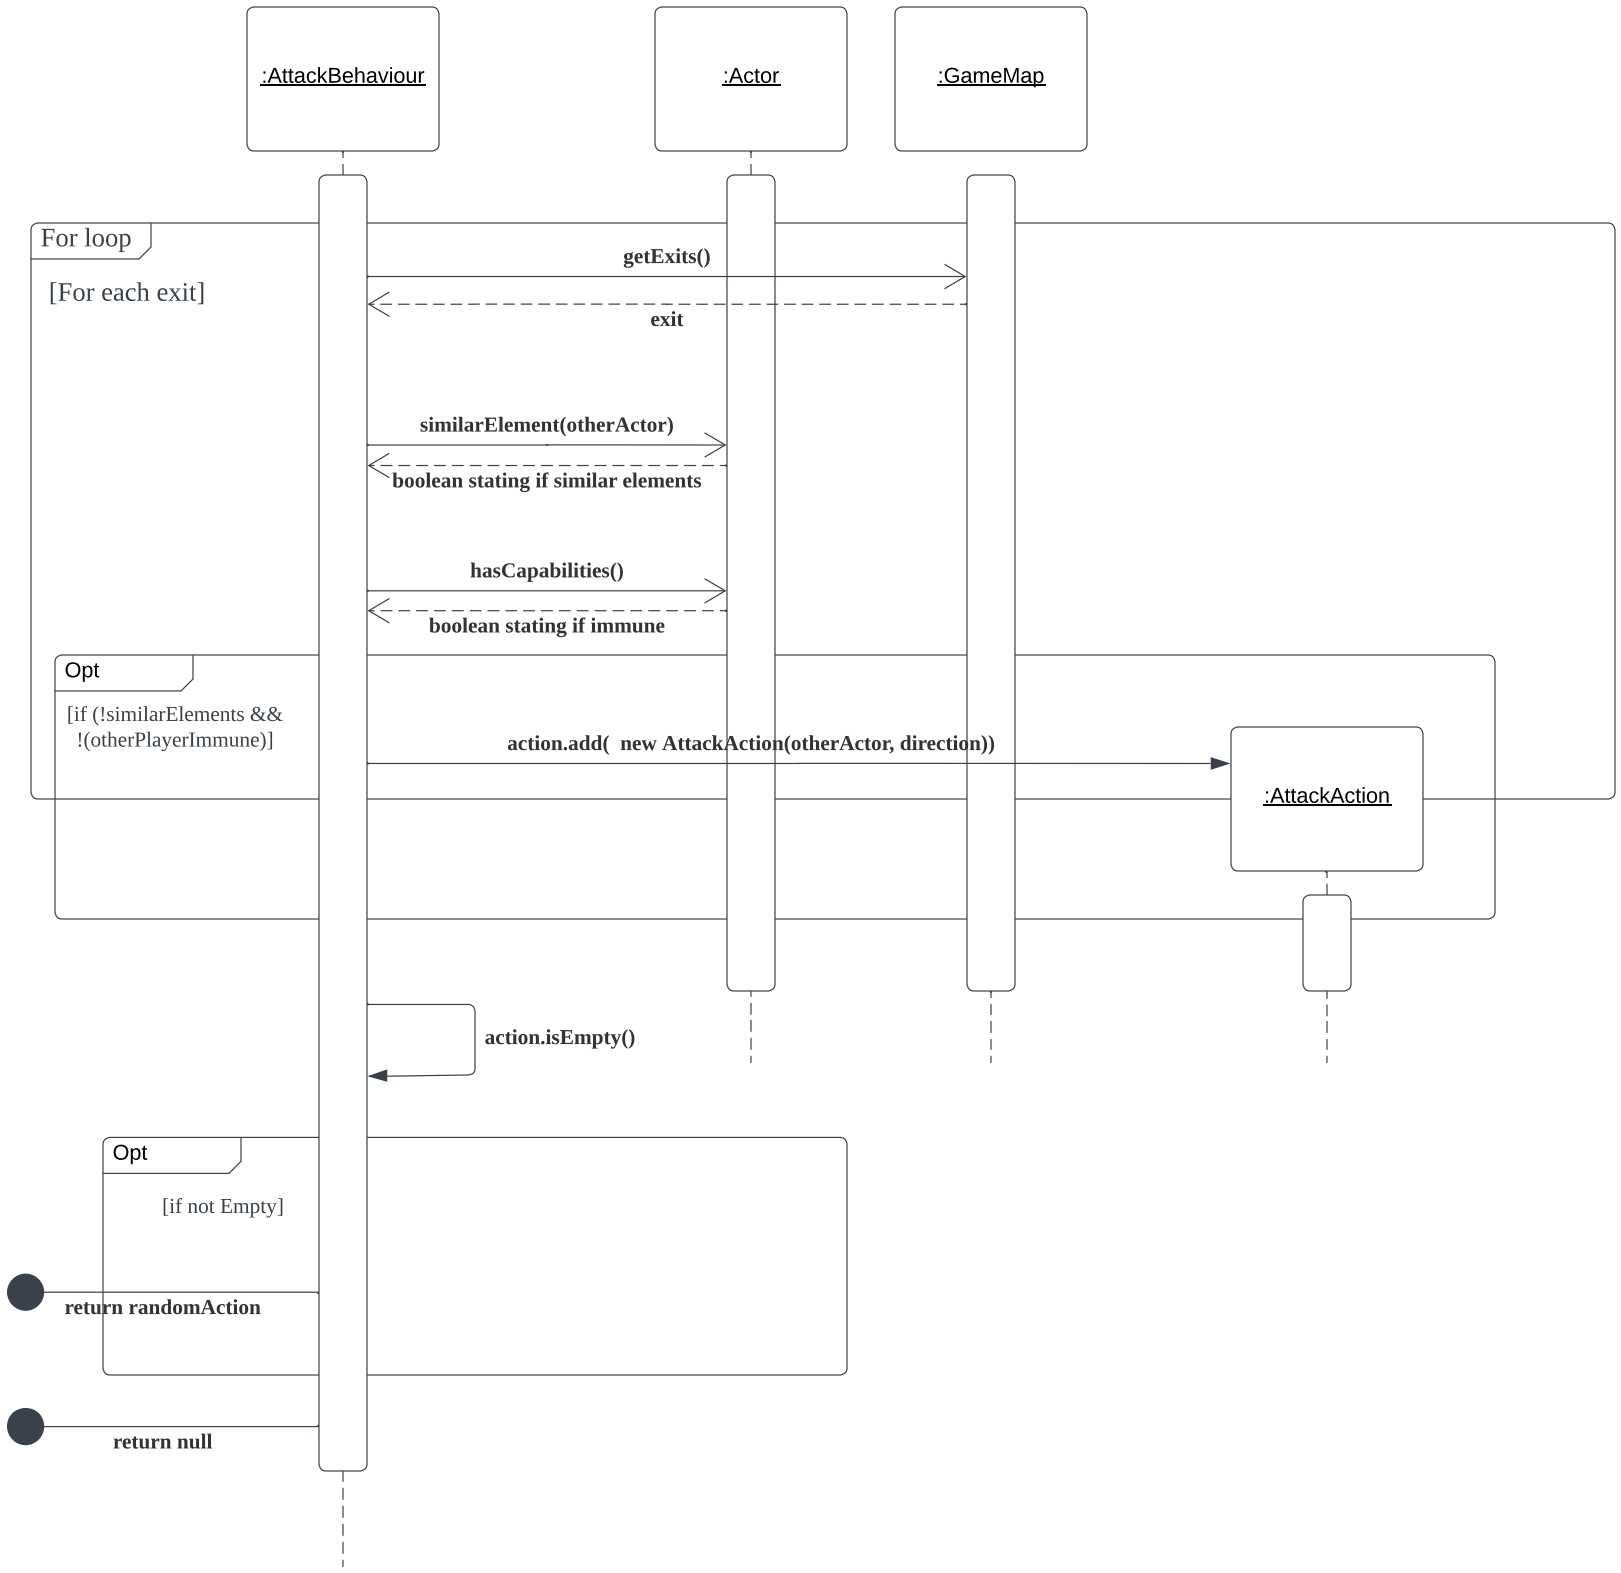 :AttackBehaviour
:Actor
:GameMap
For loop
[For each exit]
getExits()
exit
similarElement(otherActor)
boolean stating if similar elements
hasCapabilities()
boolean stating if immune
Opt
[if (!similarElements &&
!(otherPlayerImmune)]
action.add(  new AttackAction(otherActor, direction))
:AttackAction
action.isEmpty()
Opt
[if not Empty]
return randomAction
return null